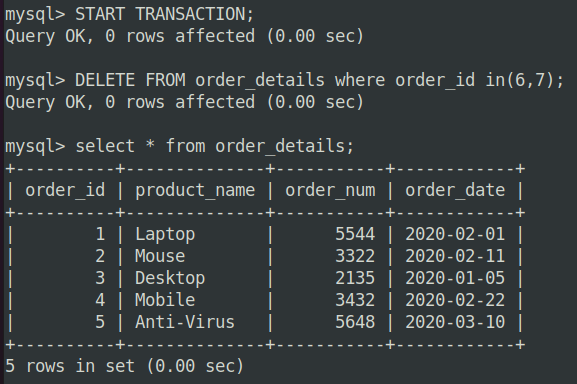 mysql> START TRANSACTION;
Query OK, 0 rows affected (0.00 sec)
mysql> DELETE FROM order_details where order_id in(6,7);
Query OK, 0 rows affected (0.00 sec)
mysql> select * from order_details;
+----------+--------------+-----------+------------+
| order_id | product_name | order_num | order_date |
+----------+--------------+-----------+------------+
|        1 | Laptop       |      5544 | 2020-02-01 |
|        2 | Mouse        |      3322 | 2020-02-11 |
|        3 | Desktop      |      2135 | 2020-01-05 |
|        4 | Mobile       |      3432 | 2020-02-22 |
|        5 | Anti-Virus   |      5648 | 2020-03-10 |
+----------+--------------+-----------+------------+
5 rows in set (0.00 sec)